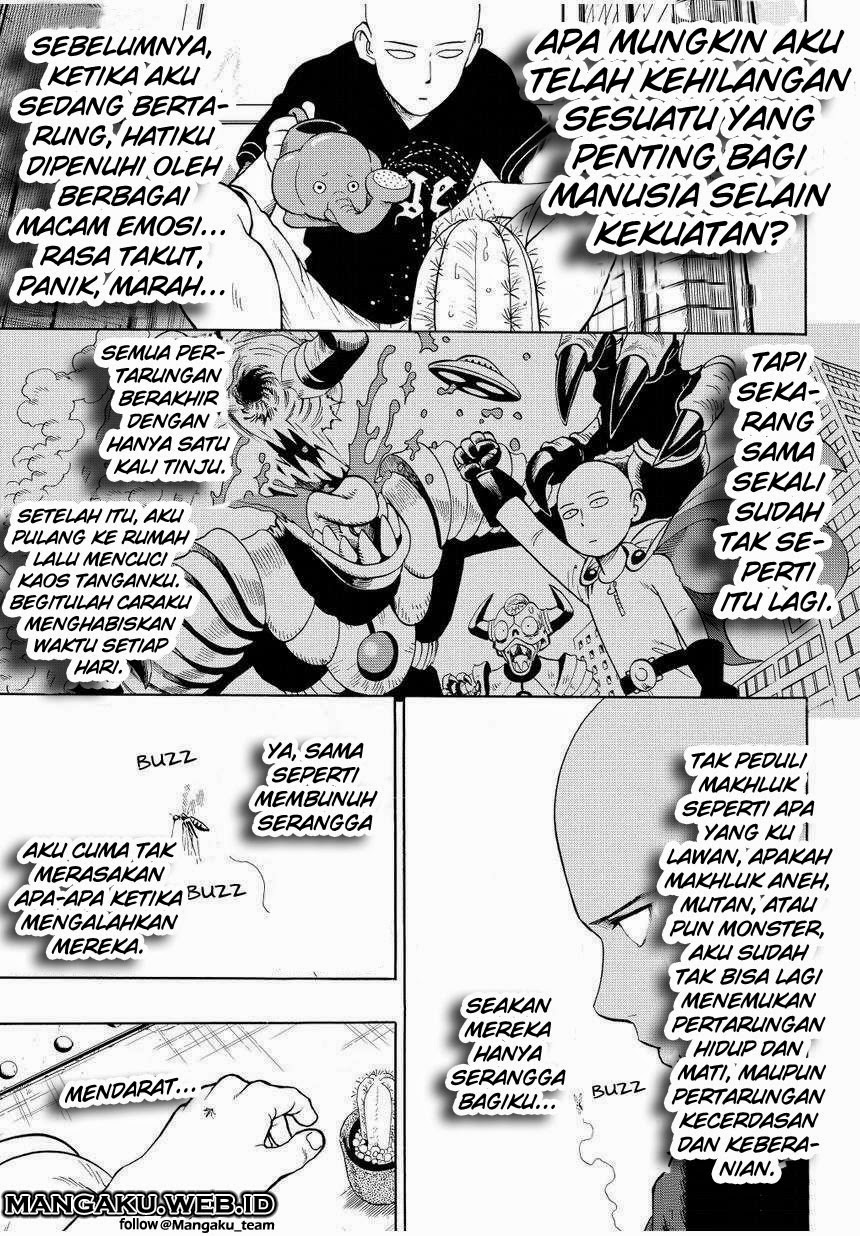 APA MUNGKIN AKU
TELAH KEHILANGAN
SESUATU YANG
PENTING BAGI
MANUSIA SELAIN
KEKUATAN?
SEBELUMNYA,
KETIKA AKU
SEDANG BERTA-
RUNG, HATIKU
DIPENUHI OLEH
BERBAGAI
MACAM EMOSI...
RASA TAKUT,
PANIK, MARAH...
TAPI
SEKA-
RANG
SAMA
SEKALI
SUDAH
TAK SE-
PERTI
ITU LAGI.
SEMUA PER-
TARUNGAN
BERAKHIR
DENGAN
HANYA SATU
KALI TINJU.
SETELAH ITU, AKU
PULANG KE RUMAH
LALU MENCUCI
KAOS TANGANKU.
BEGITULAH CARAKU
MENGHABISKAN
WAKTU SETIAP
HARI.
TAK PEDULI
MAKHLUK
SEPERTI APA
YANG KU
LAWAN, APAKAH
MAKHLUK ANEH,
MUTAN, ATAU
PUN MONSTER,
AKU SUDAH
TAK BISA LAGI
MENEMUKAN
PERTARUNGAN
HIDUP DAN
MATI, MAUPUN
PERTARUNGAN
KECERDASAN
DAN KEBERA-
NIAN.
SEAKAN
MEREKA
HANYA
SERANGGA
BAGIKU...
BUZZ
YA, SAMA
SEPERTI
MEMBUNUH
SERANGGA
BUZZ
AKU CUMA TAK
MERASAKAN
APA-APA KETIKA
MENGALAHKAN
MEREKA.
BUZZ
MENDARAT...
MANGAKU.WEB.ID
follow @Mangaku_team